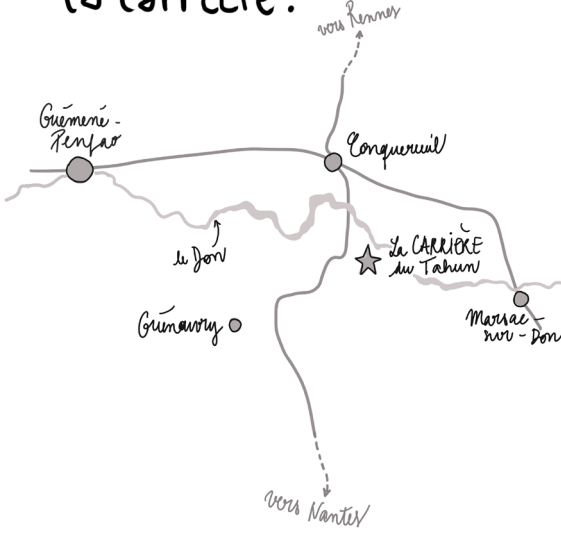 la carrière.
vers Rennes
Guémené-
Penfao
Conquereuil
le Don
La CARRIÈRE
du Tahun
Guénouvry
Marsac-
sur-Don
vers Nantes